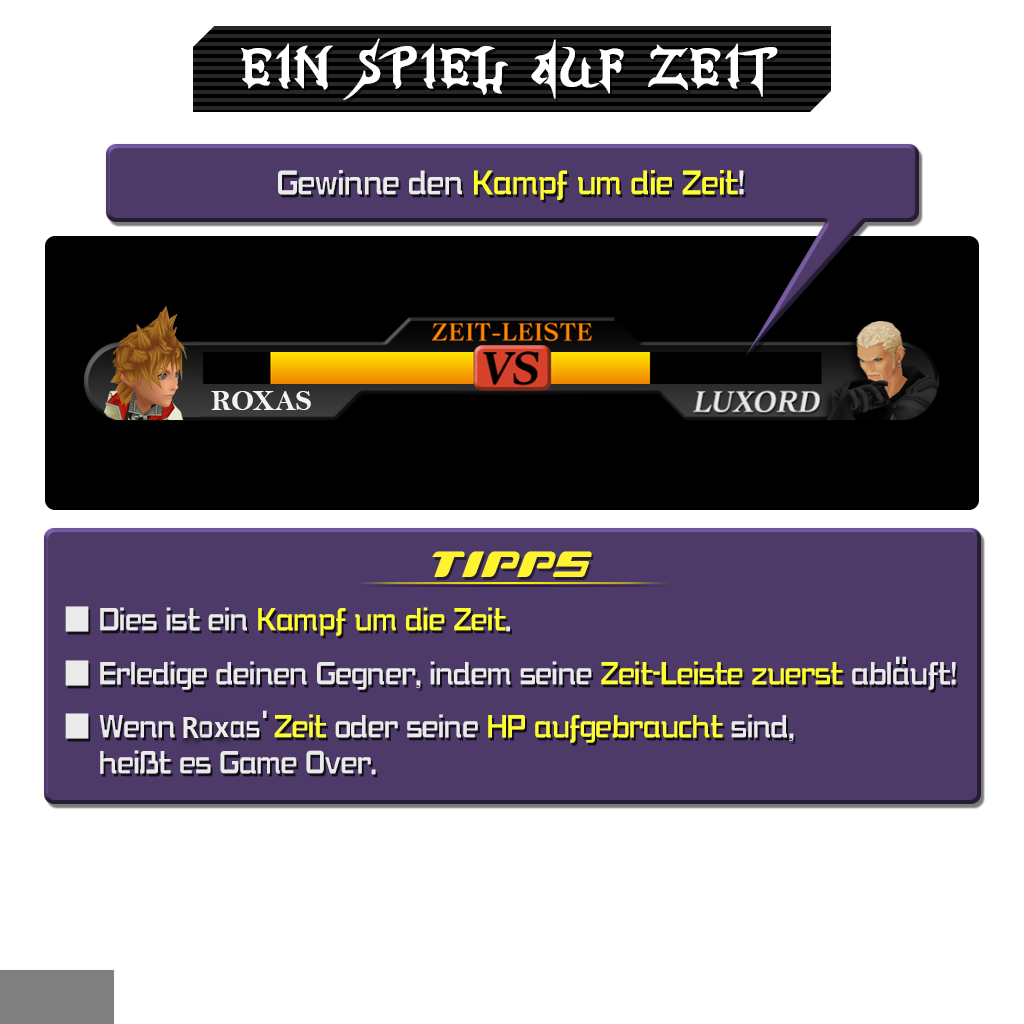 EIN SPIEL AUF ZEIT
Gewinne den Kampf um die Zeit!
ZEIT-LEISTE
VS
ROXAS
LUXORD
TIPPS
Dies ist ein Kampf um die Zeit.
Erledige deinen Gegner, indem seine Zeit-Leiste zuerst abläuft!
Wenn Roxas' Zeit oder seine HP aufgebraucht sind,
heißt es Game Over.